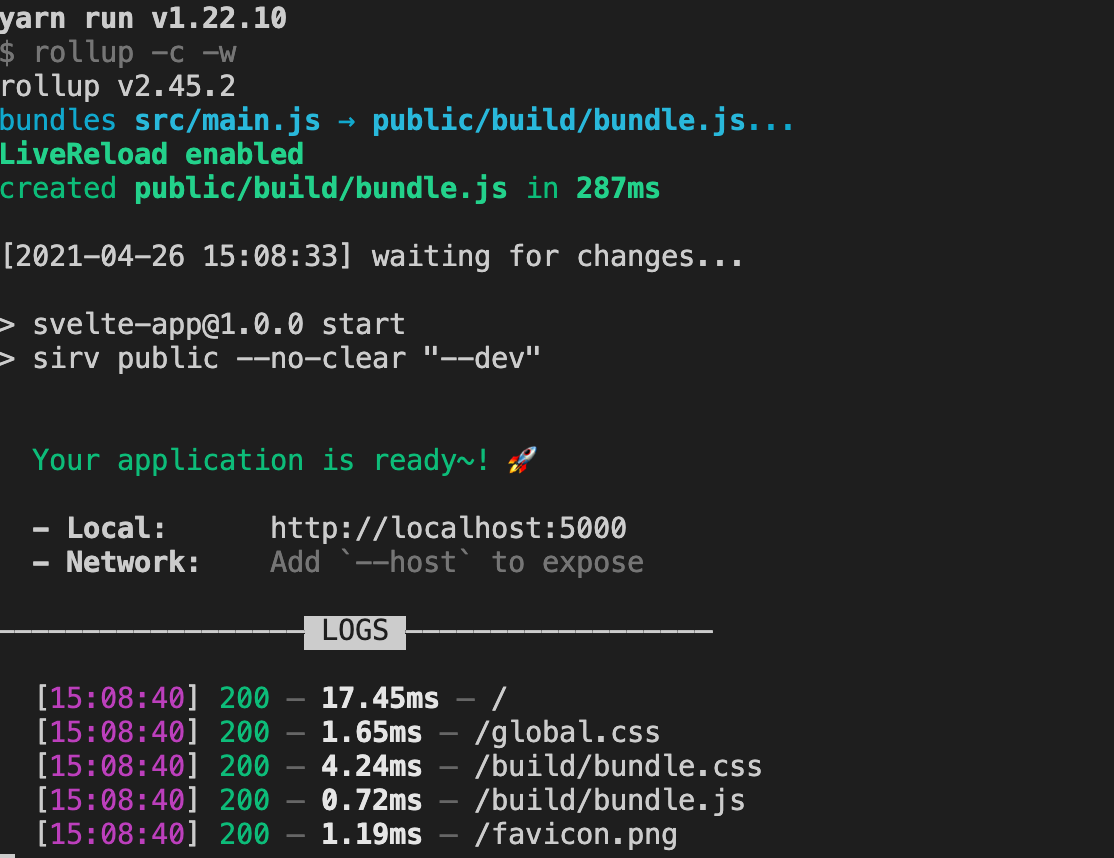 yarn run v1.22.10
$ rollup -c -w
rollup v2.45.2
bundles src/main.js → public/build/bundle.js...
LiveReload enabled
created public/build/bundle.js in 287ms
[2021-04-26 15:08:33] waiting for changes...
> svelte-app@1.0.0 start
> sirv public --no-clear "--dev"
Your application is ready~! 🚀
- Local: http://localhost:5000
- Network: Add `--host` to expose
LOGS
[15:08:40] 200 — 17.45ms — /
[15:08:40] 200 — 1.65ms — /global.css
[15:08:40] 200 — 4.24ms — /build/bundle.css
[15:08:40] 200 — 0.72ms — /build/bundle.js
[15:08:40] 200 — 1.19ms — /favicon.png